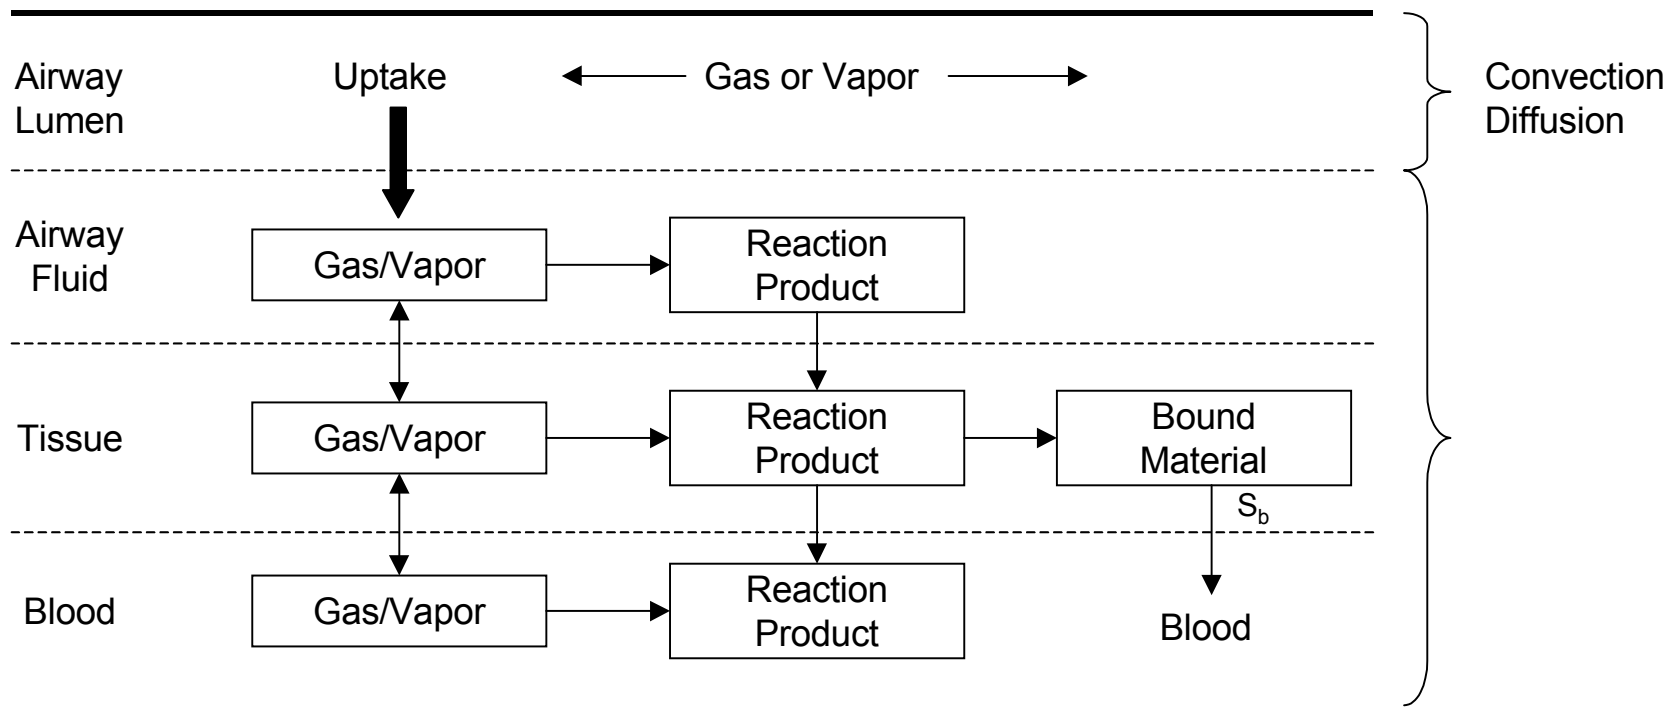 Airway
Lumen
Uptake
Gas or Vapor
Convection
Diffusion
Airway
Fluid
Gas/Vapor
Reaction
Product
Tissue
Gas/Vapor
Reaction
Product
Bound
Material
Sb
Blood
Gas/Vapor
Reaction
Product
Blood